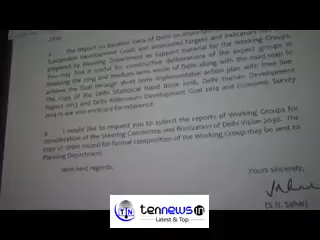 2.
The Report on Baseline Data of Delhi on important
Sustainable Development Goals and associated targets and indicators for
prepared by Planning Department as support material for the Working Groups.
You may find it useful for constructive deliberations of the expert groups in
finalizing the long and medium term vision of Delhi along with the road map to
achieve the Goals through short term implementable action plan with time line
The copy of the Delhi Statistical Hand Book 2016, Delhi Human Development
Report 2013 and Delhi Millennium Development Goal 2014 and Economic Survey
2014-15 are also enclosed for reference.
3. I would like to request you to submit the reports of Working Groups for
consideration of the Steering Committee and finalization of Delhi Vision 2030. The
copy of order issued for formal composition of the Working Group may be sent to
Planning Department.
With kind regards,
Yours sincerely,
(S.N. Sahai)
TN
tennews.in
Latest & Top